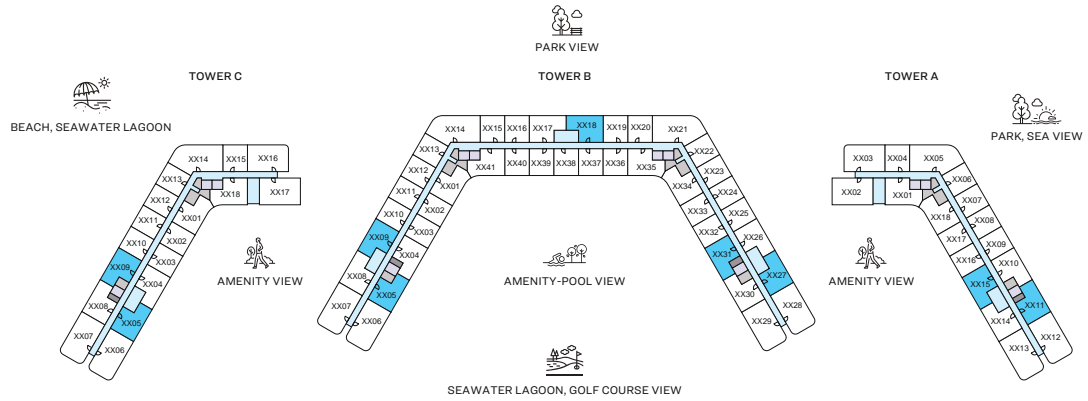 PARK VIEW
TOWER C
TOWER B
TOWER A
BEACH, SEAWATER LAGOON
PARK, SEA VIEW
XX14
XX15
XX16
XX13
XX17
XX12
XX18
XX11
XX01
XX10
XX02
XX09
XX03
XX08
XX04
XX07
XX05
XX06
AMENITY VIEW
XX14
XX15
XX16
XX17
XX18
XX19
XX20
XX21
XX13
XX41
XX40
XX39
XX38
XX37
XX36
XX35
XX22
XX12
XX01
XX34
XX23
XX11
XX02
XX33
XX24
XX10
XX03
XX32
XX25
XX09
XX04
XX31
XX26
XX08
XX05
XX30
XX27
XX07
XX06
XX29
XX28
AMENITY-POOL VIEW
SEAWATER LAGOON, GOLF COURSE VIEW
XX03
XX04
XX05
XX02
XX01
XX06
XX18
XX07
XX17
XX08
XX16
XX09
XX15
XX10
XX14
XX11
XX13
XX12
AMENITY VIEW